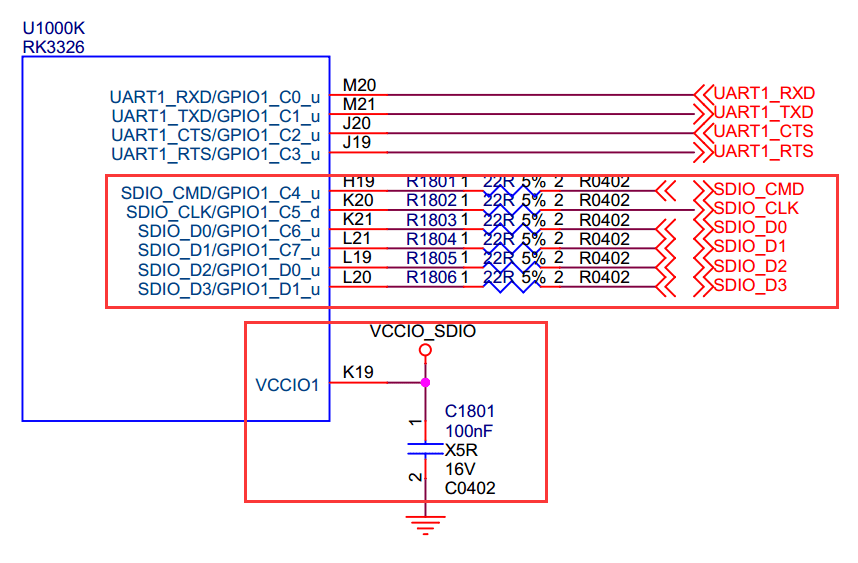 U1000K
RK3326
UART1_RXD/GPIO1_C0_u M20 UART1_RXD
UART1_TXD/GPIO1_C1_u M21 UART1_TXD
UART1_CTS/GPIO1_C2_u J20 UART1_CTS
UART1_RTS/GPIO1_C3_u J19 UART1_RTS
SDIO_CMD/GPIO1_C4_u H19 R1801 1 22R 5% 2 R0402 SDIO_CMD
SDIO_CLK/GPIO1_C5_d K20 R1802 1 22R 5% 2 R0402 SDIO_CLK
SDIO_D0/GPIO1_C6_u K21 R1803 1 22R 5% 2 R0402 SDIO_D0
SDIO_D1/GPIO1_C7_u L21 R1804 1 22R 5% 2 R0402 SDIO_D1
SDIO_D2/GPIO1_D0_u L19 R1805 1 22R 5% 2 R0402 SDIO_D2
SDIO_D3/GPIO1_D1_u L20 R1806 1 22R 5% 2 R0402 SDIO_D3
VCCIO_SDIO
VCCIO1 K19
1
C1801
100nF
X5R
16V
2
C0402